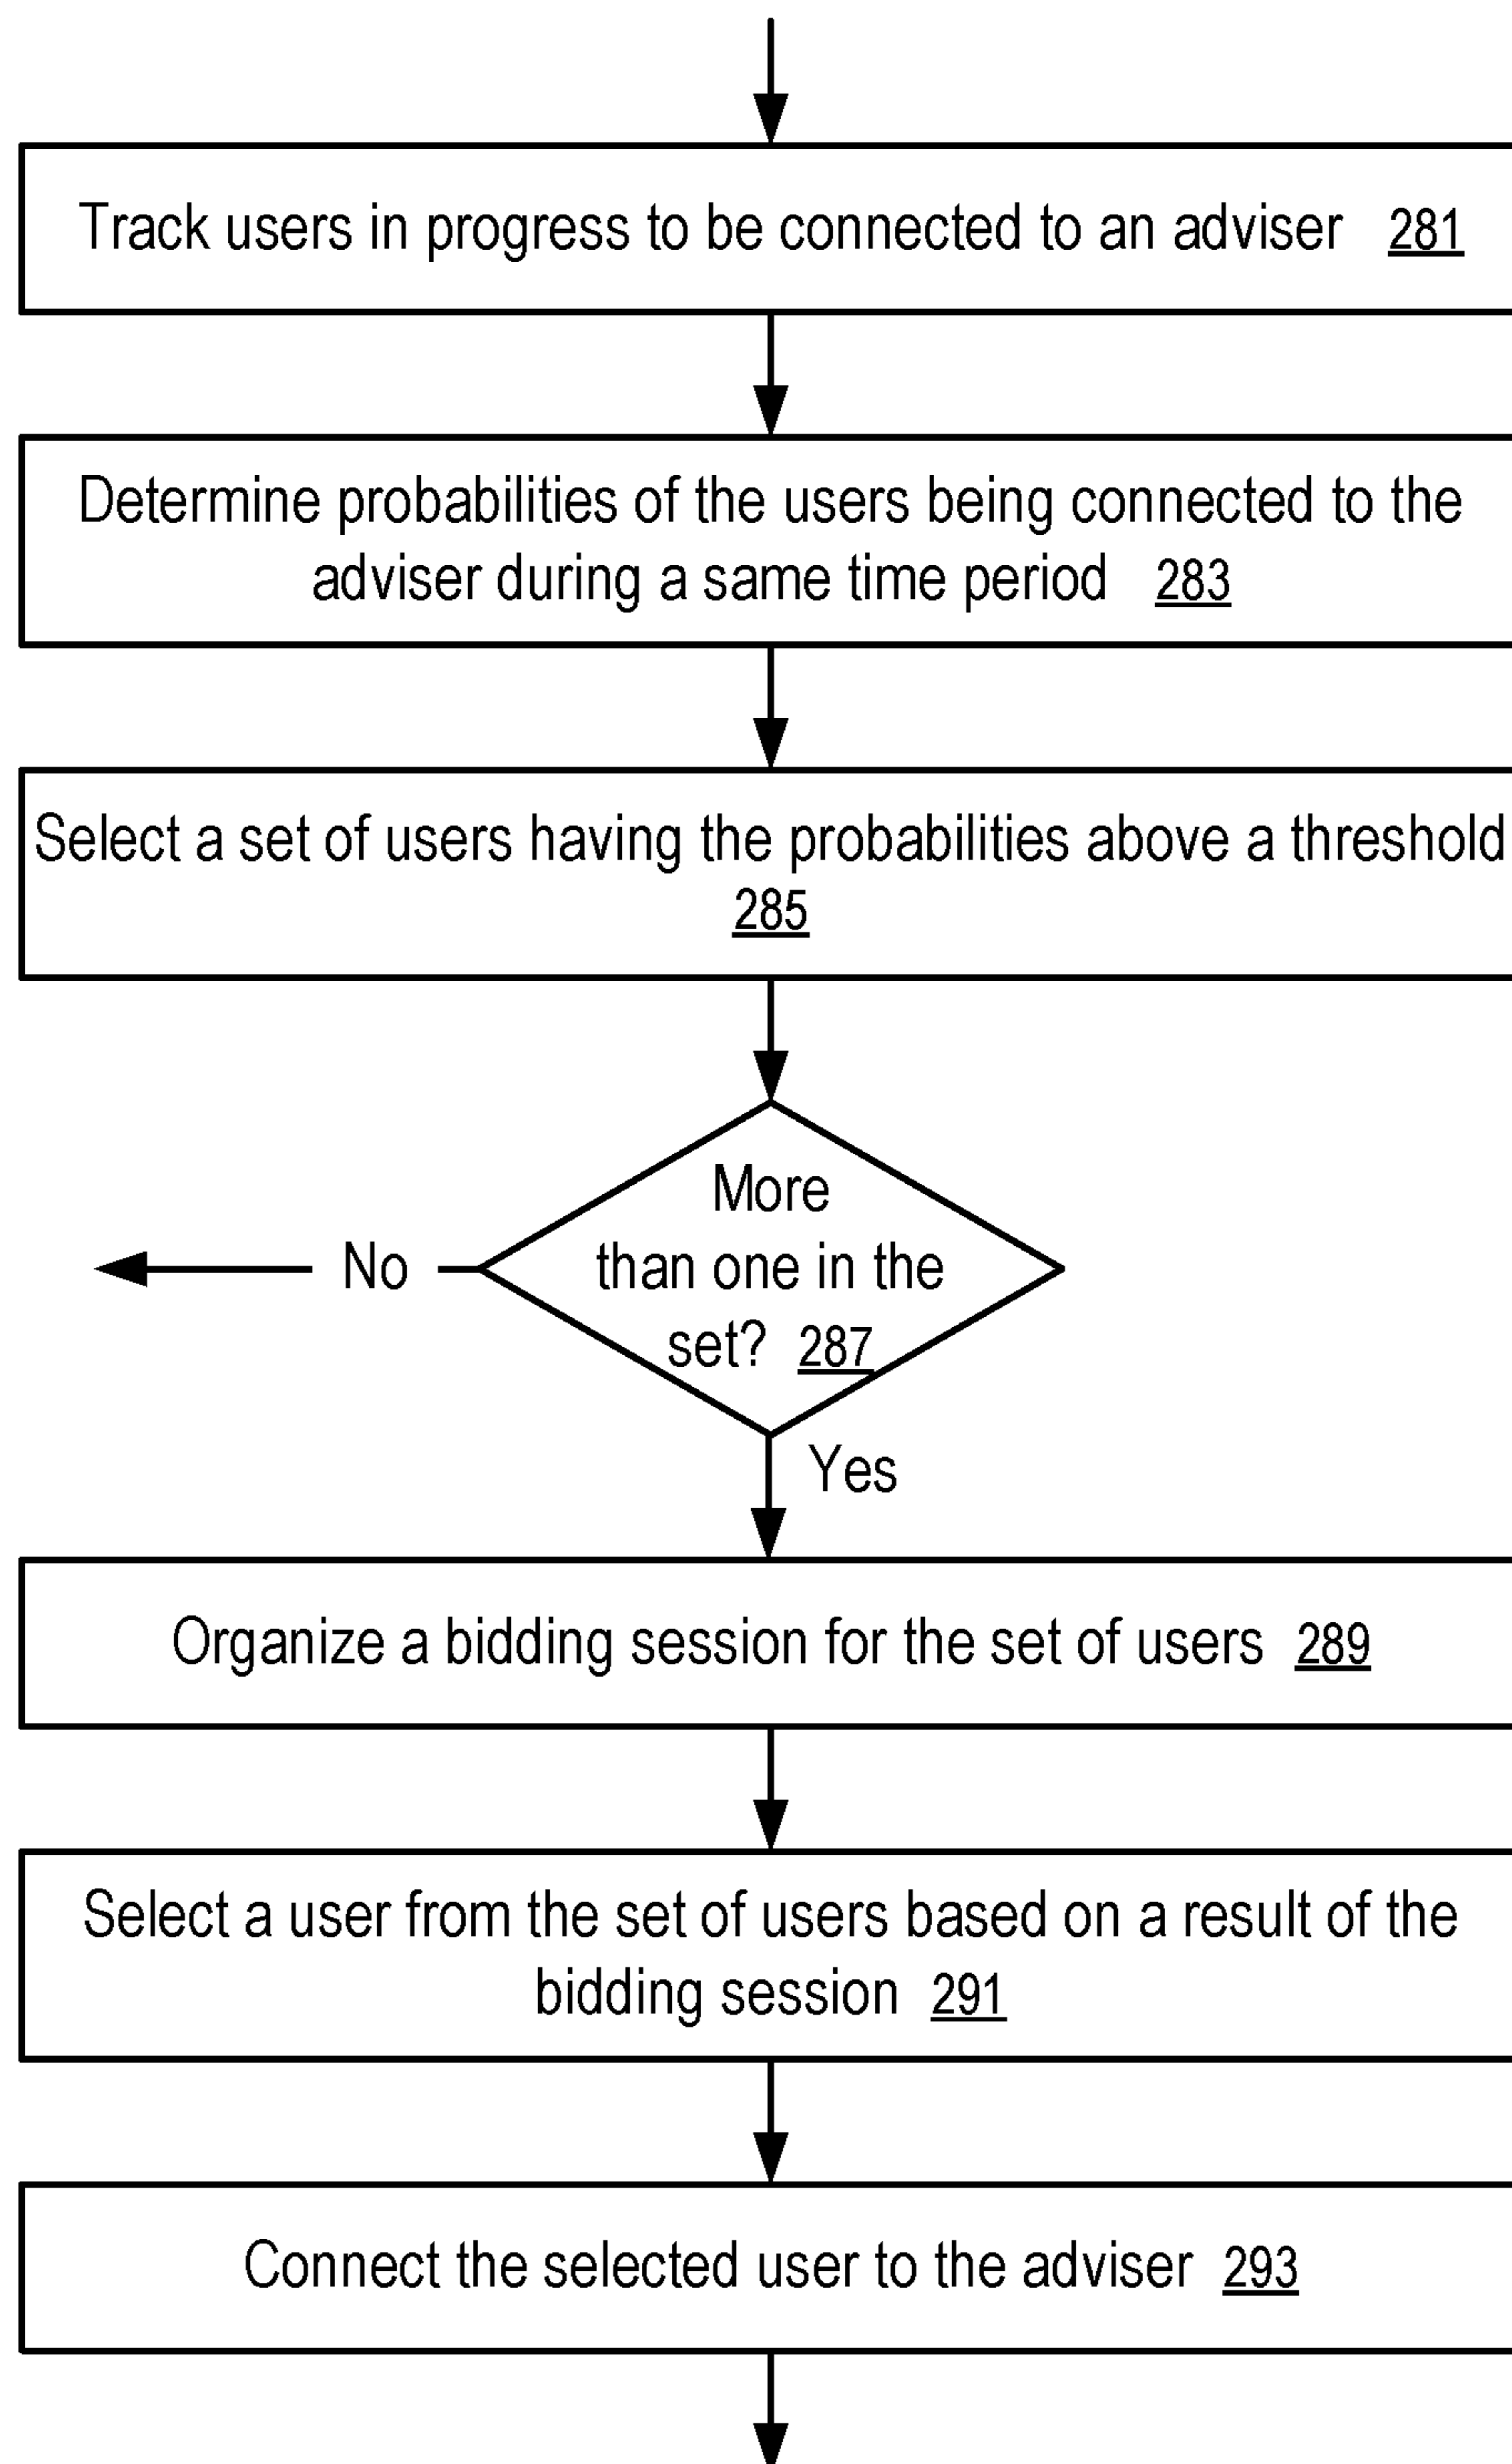 Track users in progress to be connected to an adviser 281
Determine probabilities of the users being connected to the
adviser during a same time period 283
Select a set of users having the probabilities above a threshold
285
More
than one in the
set? 287
No
Yes
Organize a bidding session for the set of users 289
Select a user from the set of users based on a result of the
bidding session 291
Connect the selected user to the adviser 293